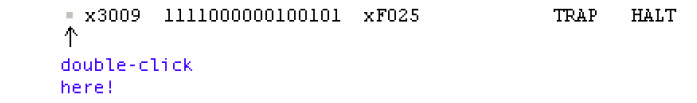 x3009 1111000000100101 xF025 TRAP HALT
double-click
here!